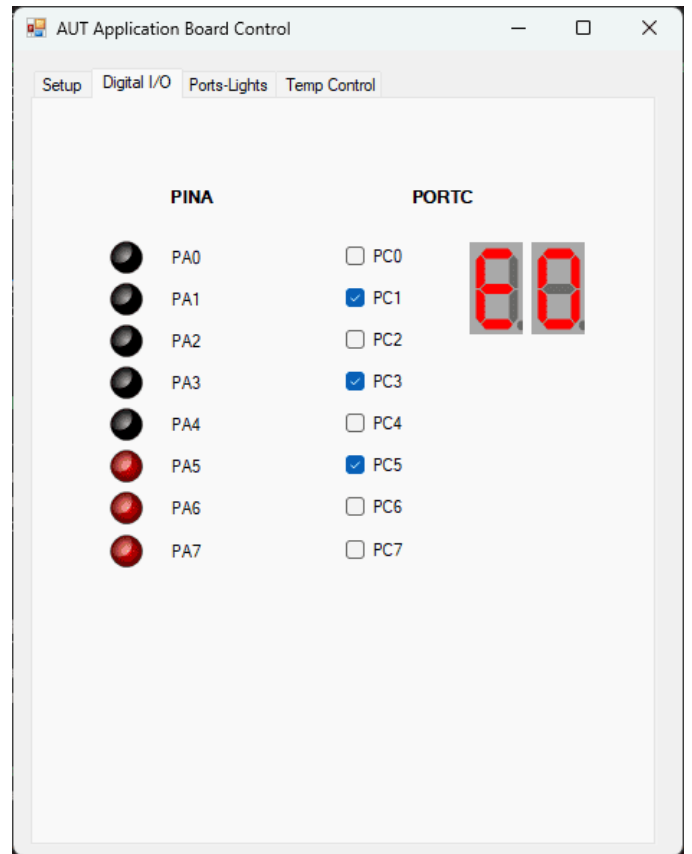 AUT Application Board Control
Setup Digital I/O Ports-Lights Temp Control
PINA PORTC
PA0 PC0 E0
PA1 PC1
PA2 PC2
PA3 PC3
PA4 PC4
PA5 PC5
PA6 PC6
PA7 PC7